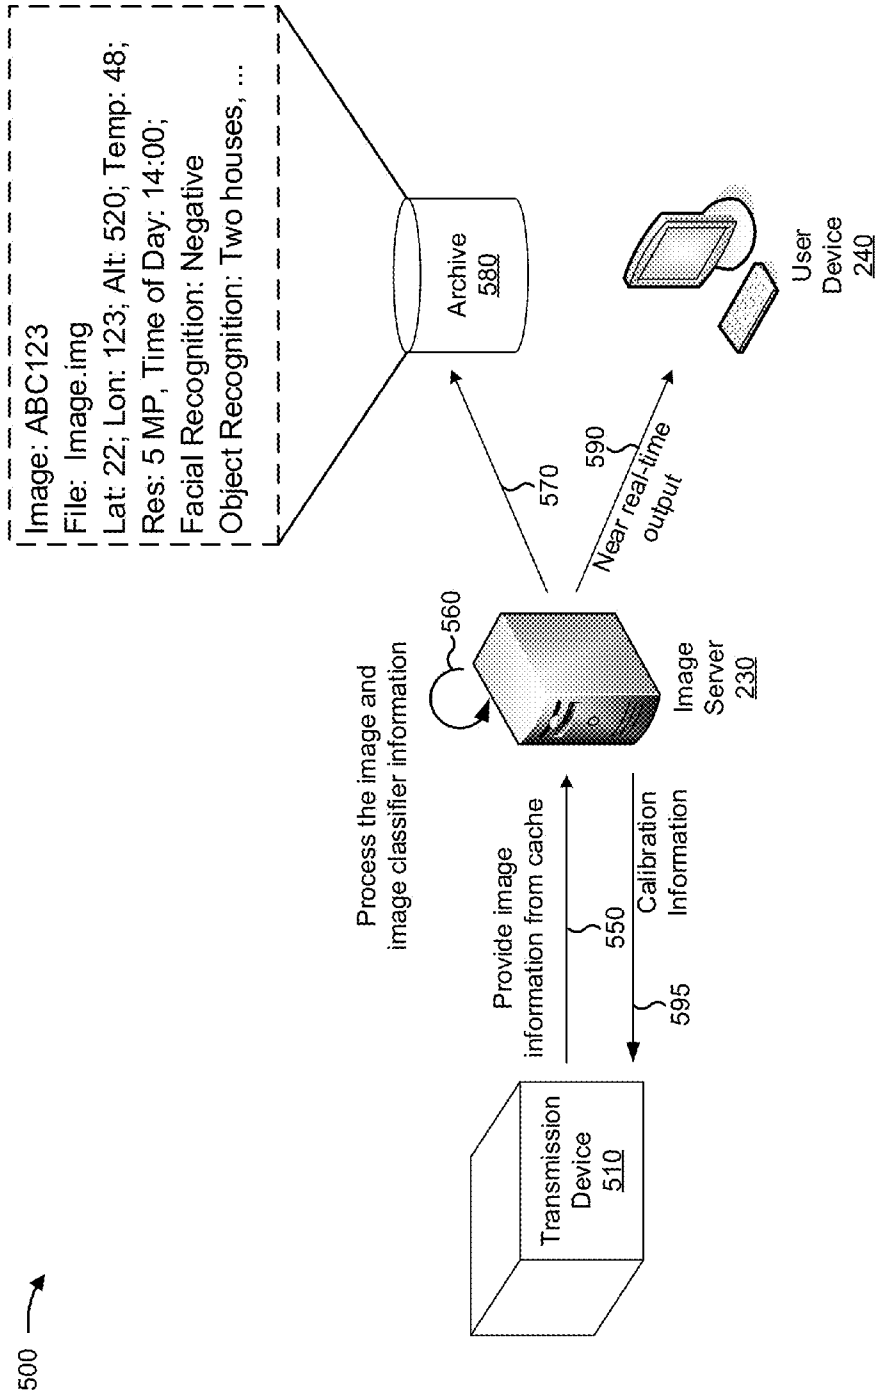 500
Image: ABC123
File: Image.img
Lat: 22; Lon: 123; Alt: 520; Temp: 48;
Res: 5 MP, Time of Day: 14:00;
Facial Recognition: Negative
Object Recognition: Two houses, ...
Process the image and
image classifier information
560
Provide image
information from cache
550
595
Calibration
Information
Transmission
Device
510
Image
Server
230
570
Archive
580
590
Near real-time
output
User
Device
240